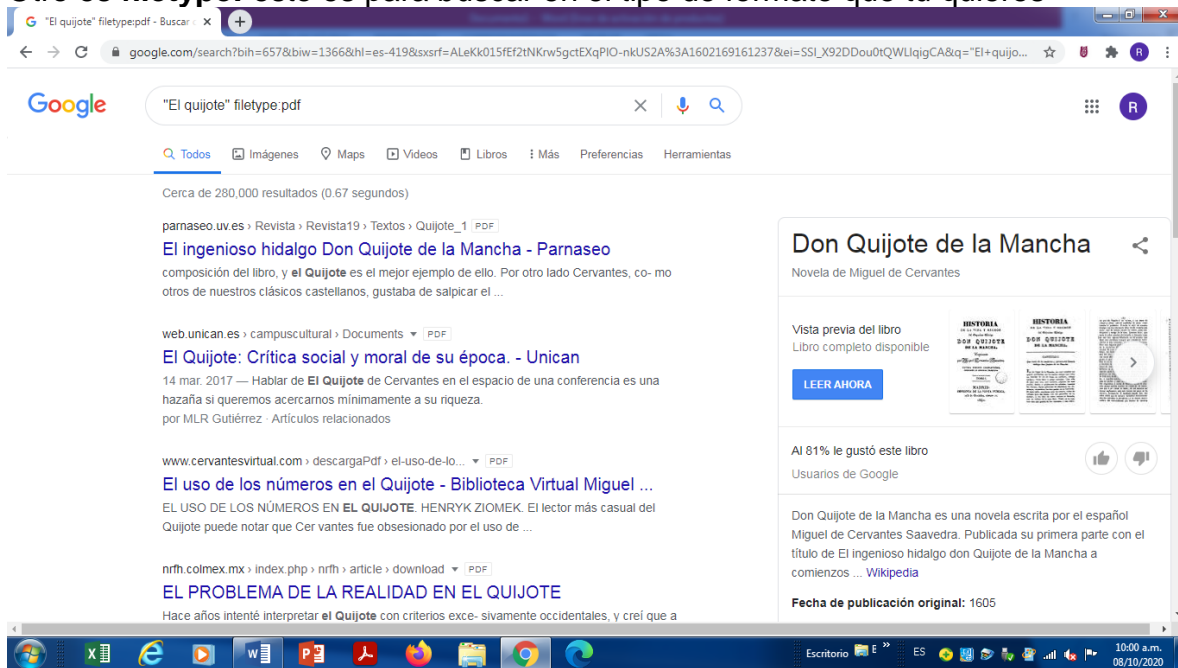 Otro es filetype: este es para buscar en el tipo de formato que tu quieres
"El quijote" filetype:pdf - Buscar
google.com/search?bih=657&biw=1366&hl=es-419&sxsrf=ALeKk015fEf2tNKrw5gctEXqPIO-nkUS2A%3A1602169161237&ei=SSI_X92DDou0tQWLlqigCA&q="El+quijo...
R
Google
"El quijote" filetype:pdf
R
Todos Imágenes Maps Videos Libros Más Preferencias Herramientas
Cerca de 280,000 resultados (0.67 segundos)
parnaseo.uv.es › Revista › Revista19 › Textos › Quijote_1 PDF
El ingenioso hidalgo Don Quijote de la Mancha - Parnaseo
composición del libro, y el Quijote es el mejor ejemplo de ello. Por otro lado Cervantes, co- mo
otros de nuestros clásicos castellanos, gustaba de salpicar el ...
web.unican.es › campuscultural › Documents PDF
El Quijote: Crítica social y moral de su época. - Unican
14 mar. 2017 — Hablar de El Quijote de Cervantes en el espacio de una conferencia es una
hazaña si queremos acercarnos mínimamente a su riqueza.
por MLR Gutiérrez · Artículos relacionados
www.cervantesvirtual.com › descargaPdf › el-uso-de-lo... PDF
El uso de los números en el Quijote - Biblioteca Virtual Miguel ...
EL USO DE LOS NÚMEROS EN EL QUIJOTE. HENRYK ZIOMEK. El lector más casual del
Quijote puede notar que Cer vantes fue obsesionado por el uso de ...
nrfh.colmex.mx › index.php › nrfh › article › download PDF
EL PROBLEMA DE LA REALIDAD EN EL QUIJOTE
Hace años intenté interpretar el Quijote con criterios exce- sivamente occidentales, y creí que a
Don Quijote de la Mancha
Novela de Miguel de Cervantes
Vista previa del libro
Libro completo disponible
LEER AHORA
HISTORIA
DON QUIJOTE
HISTORIA
DON QUIJOTE
Al 81% le gustó este libro
Usuarios de Google
Don Quijote de la Mancha es una novela escrita por el español
Miguel de Cervantes Saavedra. Publicada su primera parte con el
título de El ingenioso hidalgo don Quijote de la Mancha a
comienzos ... Wikipedia
Fecha de publicación original: 1605
Escritorio E » ES
10:00 a.m.
08/10/2020